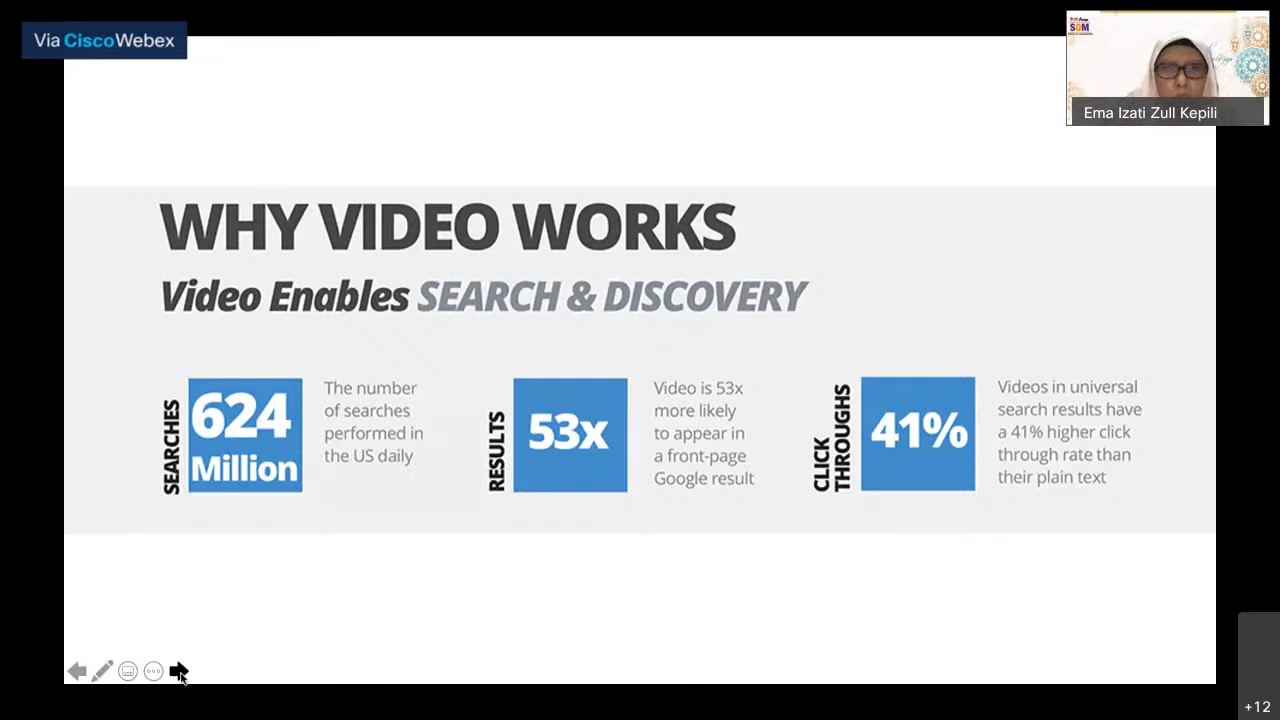 Via CiscoWebex
SDM
Ema Izati Zull Kepili
WHY VIDEO WORKS
Video Enables SEARCH & DISCOVERY
SEARCHES
624
Million
The number
of searches
performed in
the US daily
RESULTS
53x
Video is 53x
more likely
to appear in
a front-page
Google result
CLICK
THROUGHS
41%
Videos in universal
search results have
a 41% higher click
through rate than
their plain text
+12